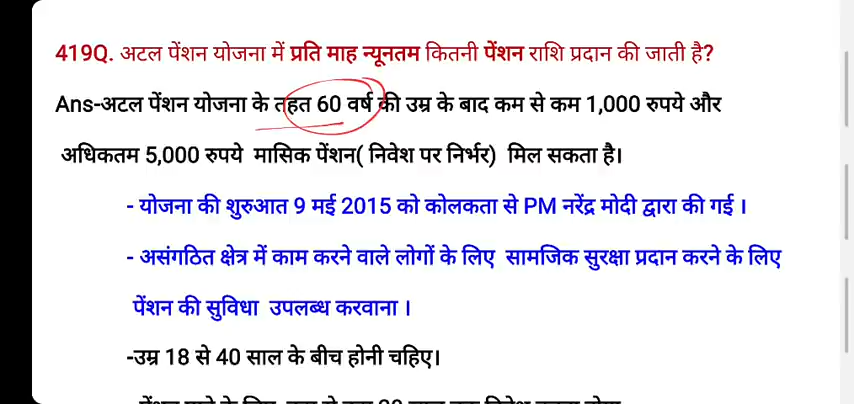 419Q. अटल पेंशन योजना में प्रति माह न्यूनतम कितनी पेंशन राशि प्रदान की जाती है?
Ans-अटल पेंशन योजना के तहत 60 वर्ष की उम्र के बाद कम से कम 1,000 रुपये और
अधिकतम 5,000 रुपये मासिक पेंशन( निवेश पर निर्भर) मिल सकता है।
- योजना की शुरुआत 9 मई 2015 को कोलकता से PM नरेंद्र मोदी द्वारा की गई ।
- असंगठित क्षेत्र में काम करने वाले लोगों के लिए सामजिक सुरक्षा प्रदान करने के लिए
पेंशन की सुविधा उपलब्ध करवाना ।
-उम्र 18 से 40 साल के बीच होनी चहिए।